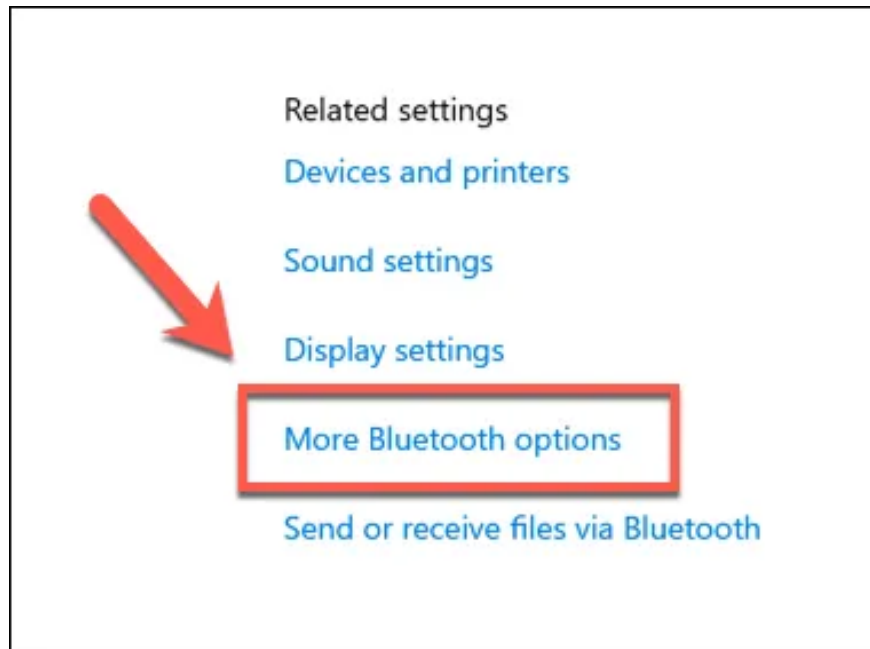 Related settings
Devices and printers
Sound settings
Display settings
More Bluetooth options
Send or receive files via Bluetooth